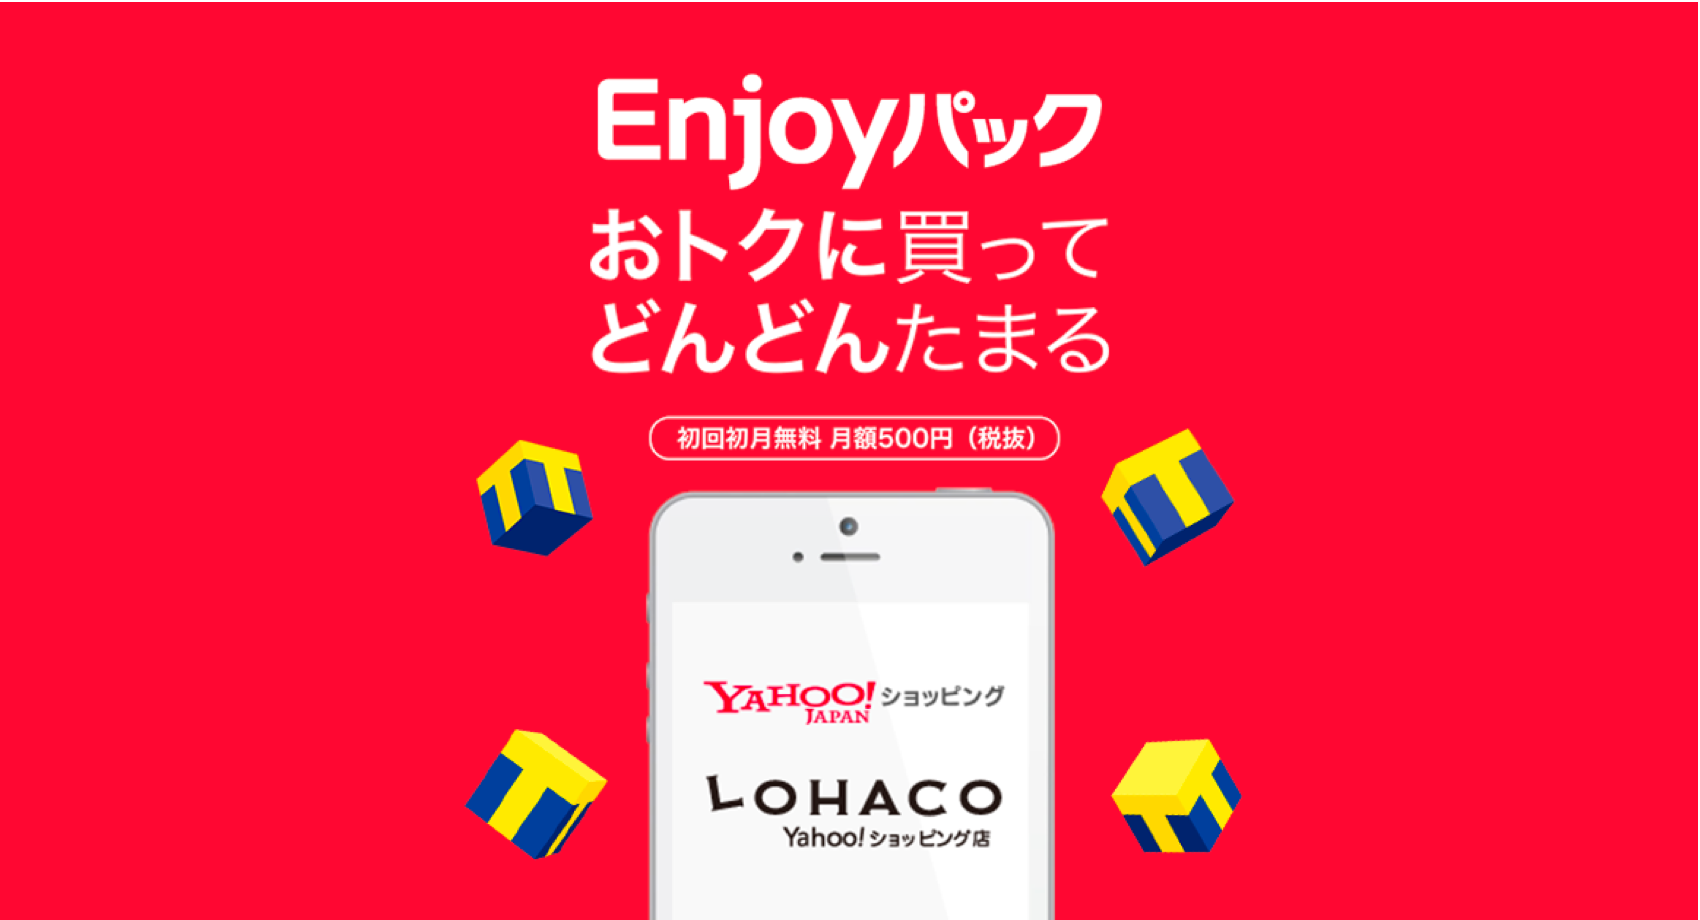 Enjoyパック
おトクに買って
どんどんたまる
初回初月無料 月額500円（税抜）
T T
T
YAHOO! ショッピング
JAPAN
LOHACO
Yahoo!ショッピング店
T
T